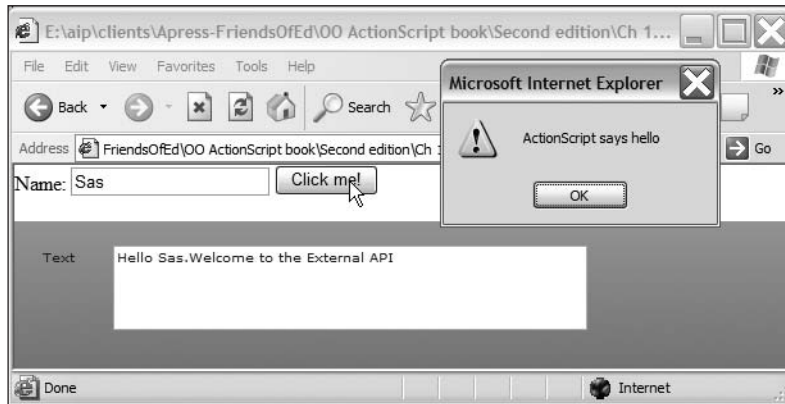 E:\aip\clients\Apress-FriendsOfEd\OO ActionScript book\Second edition\Ch 1...
File Edit View Favorites Tools Help
Microsoft Internet Explorer
Back Search
ActionScript says hello
Address FriendsOfEd\OO ActionScript book\Second edition\Ch Go
OK
Name: Sas Click me!
Text Hello Sas.Welcome to the External API
Done Internet